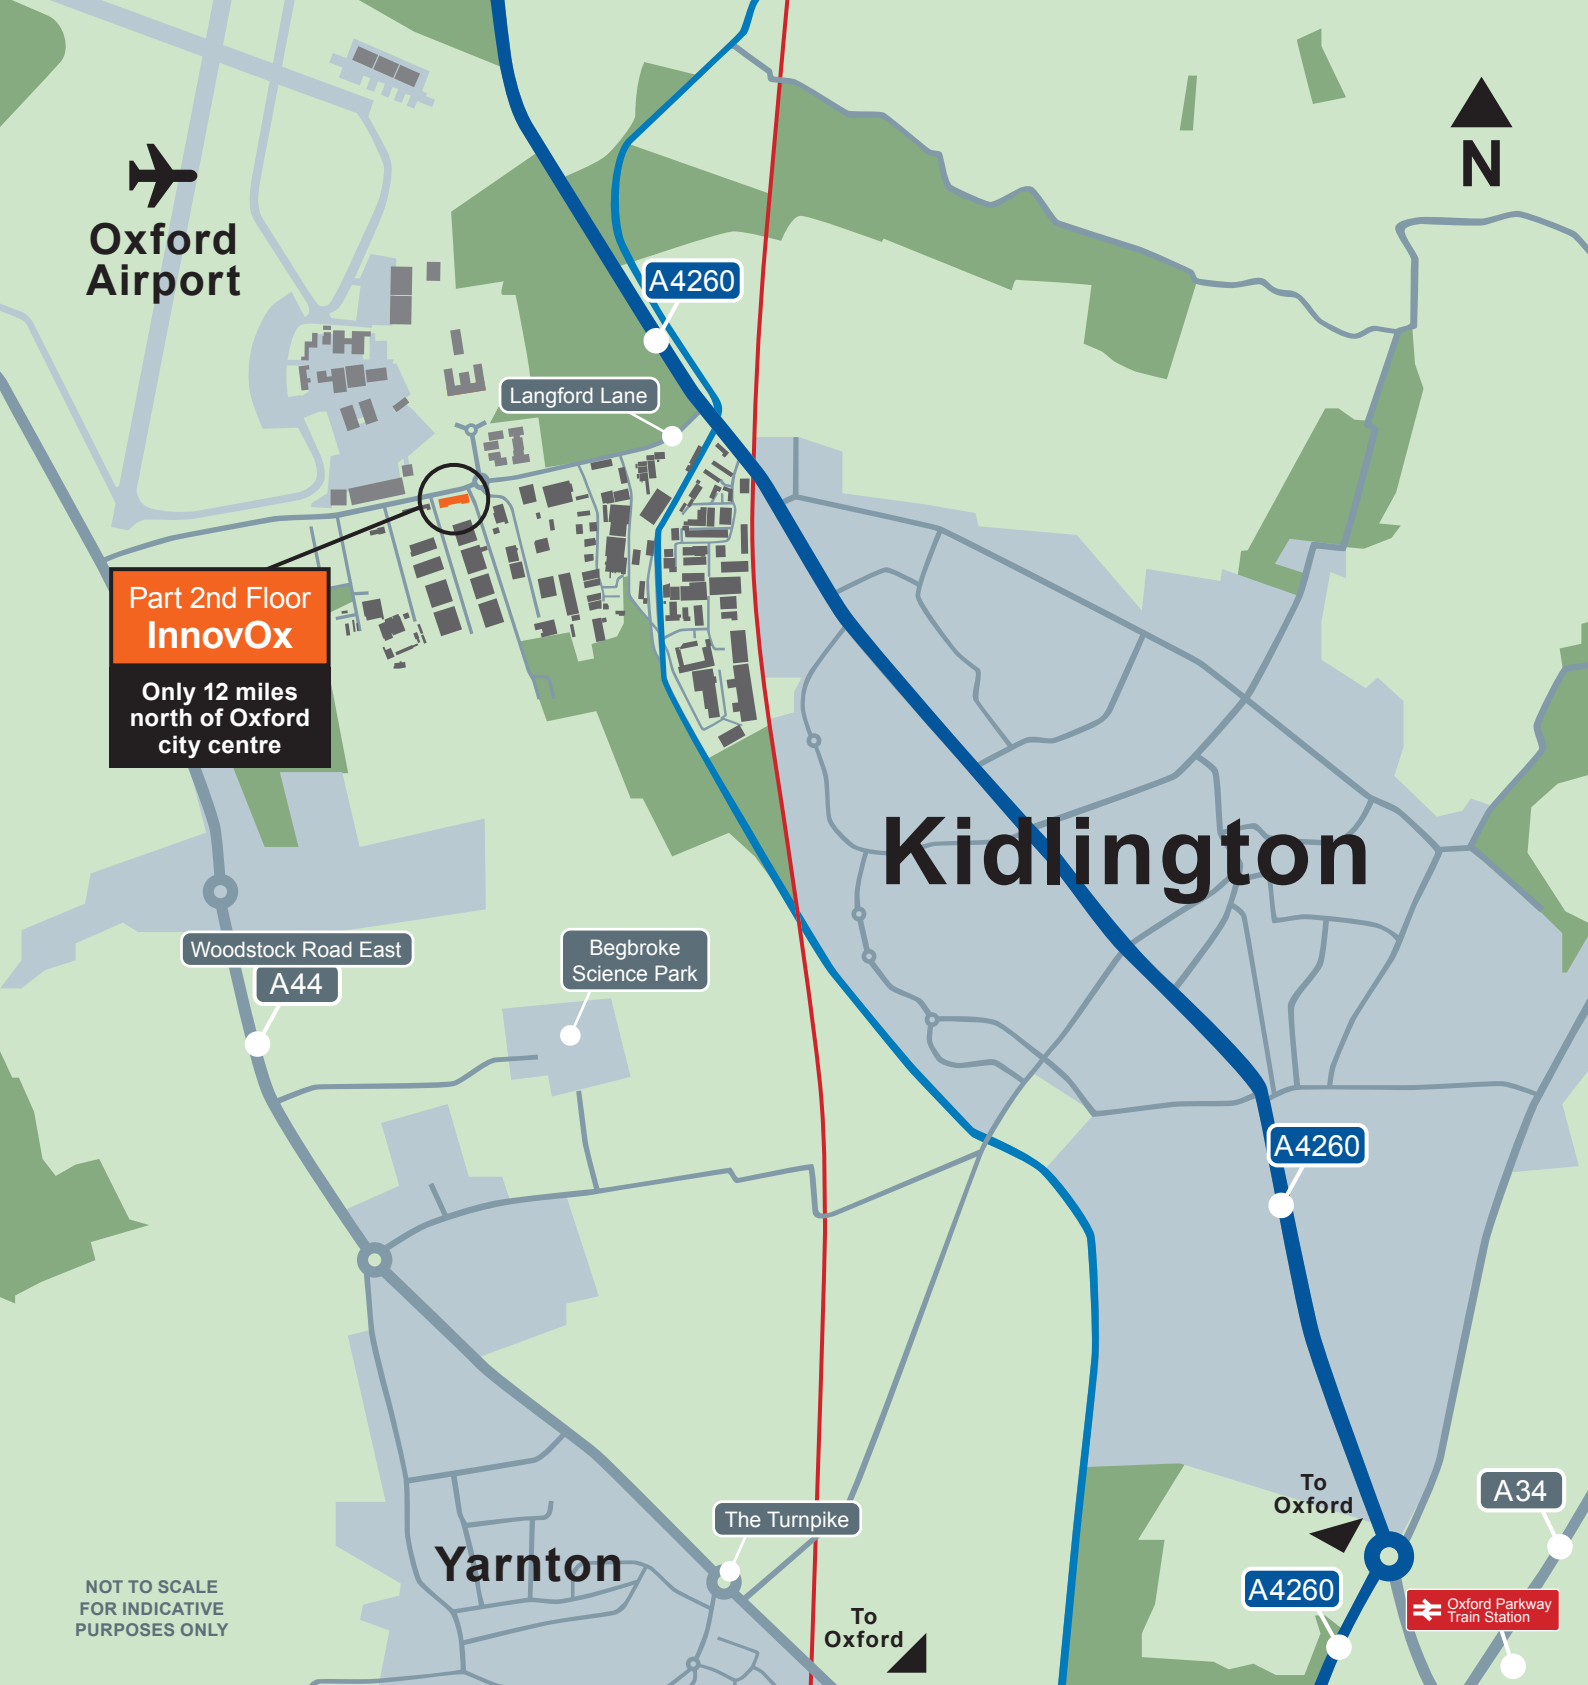 N
Oxford
Airport
A4260
Langford Lane
Part 2nd Floor
InnovOx
Only 12 miles
north of Oxford
city centre
Kidlington
Woodstock Road East
A44
Begbroke
Science Park
A4260
To
Oxford
A34
The Turnpike
Yarnton
A4260
Oxford Parkway
Train Station
NOT TO SCALE
FOR INDICATIVE
PURPOSES ONLY
To
Oxford